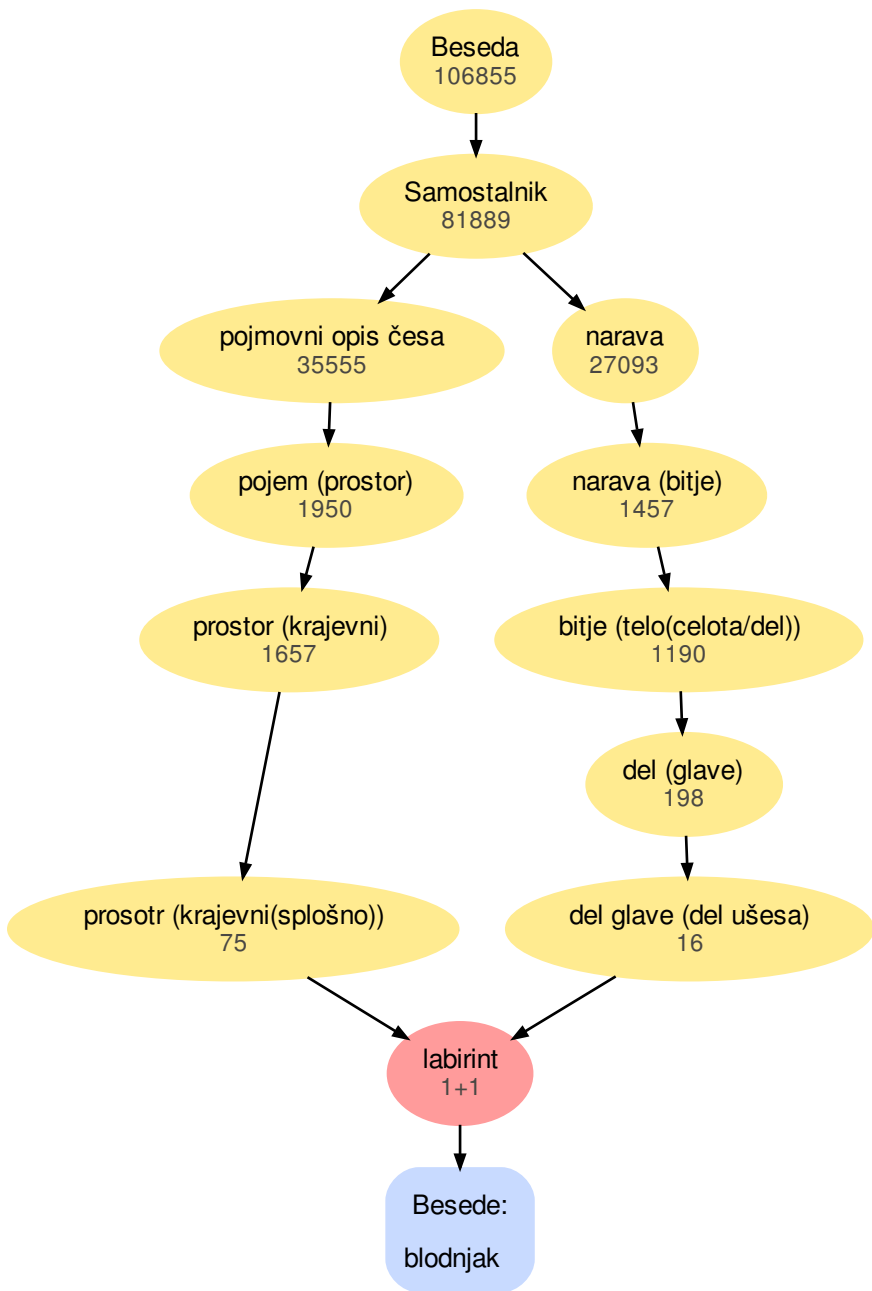 Beseda
106855
Samostalnik
81889
pojmovni opis česa
35555
narava
27093
pojem (prostor)
1950
narava (bitje)
1457
prostor (krajevni)
1657
bitje (telo(celota/del))
1190
del (glave)
198
prosotr (krajevni(splošno))
75
del glave (del ušesa)
16
labirint
1+1
Besede:
blodnjak